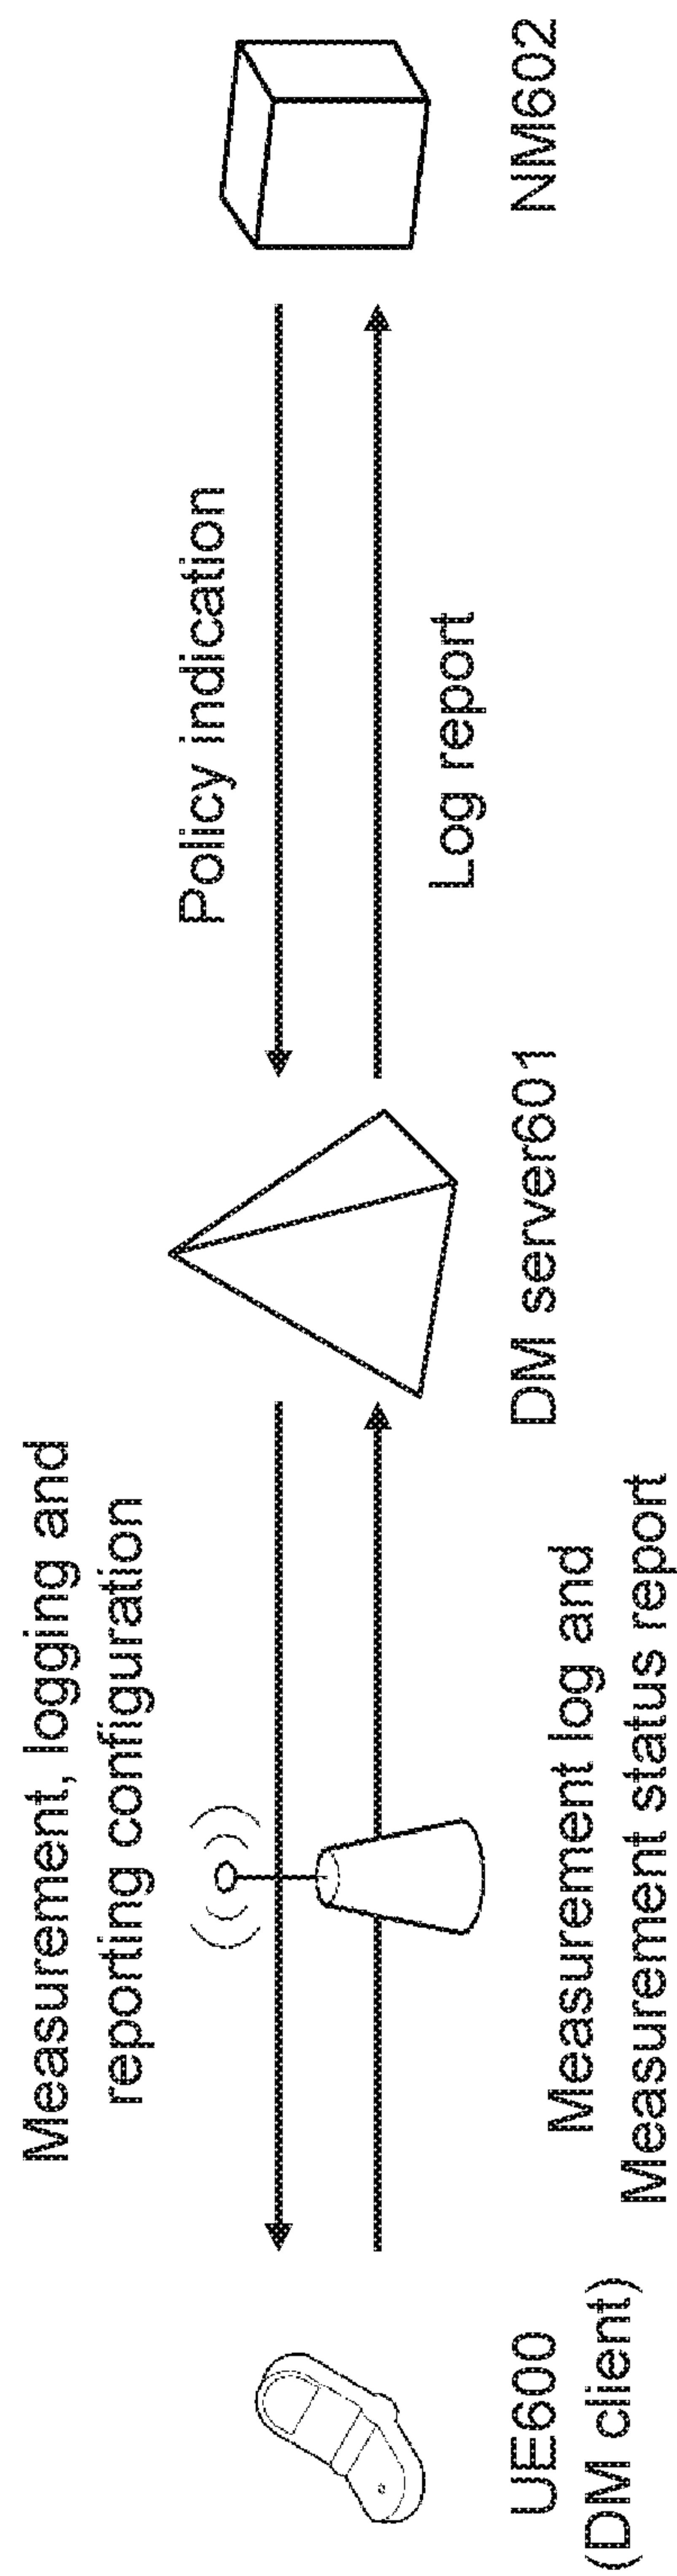 Measurement, logging and
reporting configuration
Policy indication
Measurement log and
Measurement status report
Log report
UE600
(DM client)
DM server601
NM602